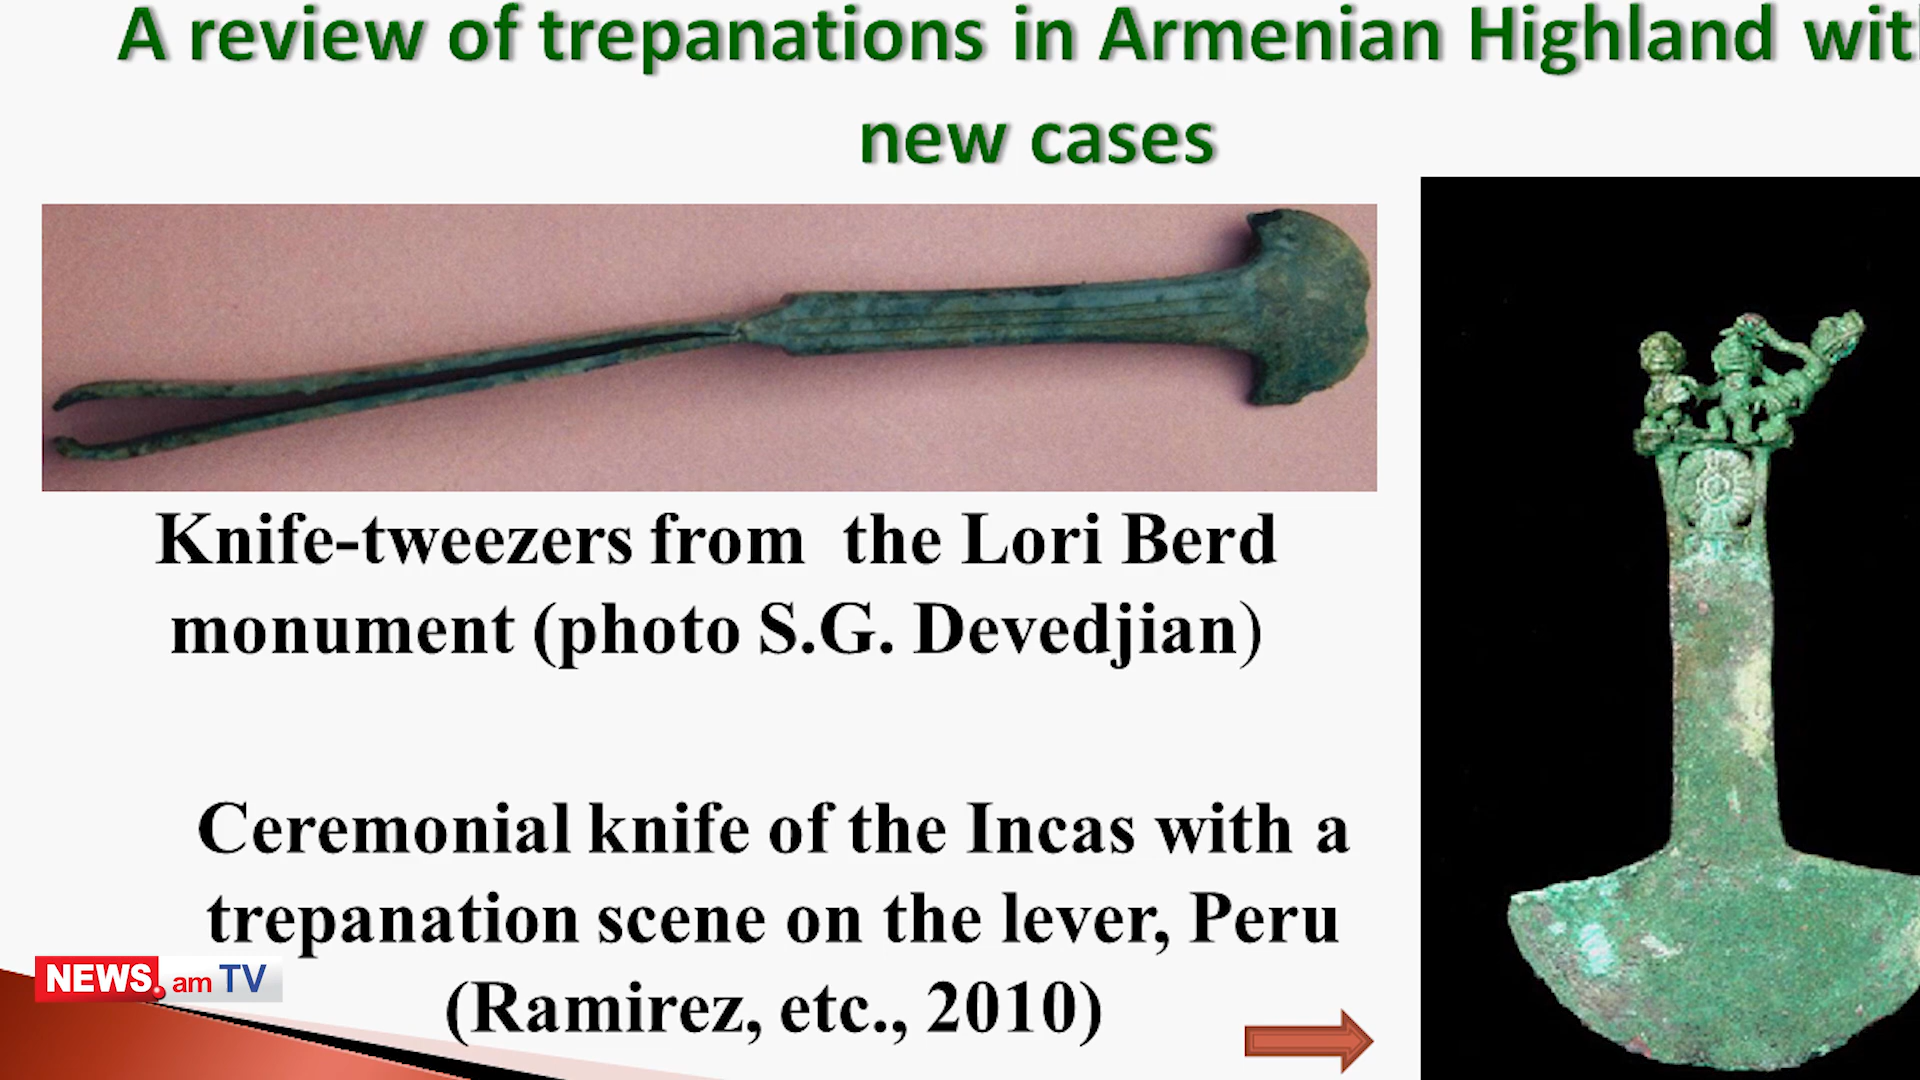 A review of trepanations in Armenian Highland
new cases
Knife-tweezers from the Lori Berd
monument (photo S.G. Devedjian)
Ceremonial knife of the Incas with a
trepanation scene on the lever, Peru
(Ramirez, etc., 2010)
NEWS.am TV